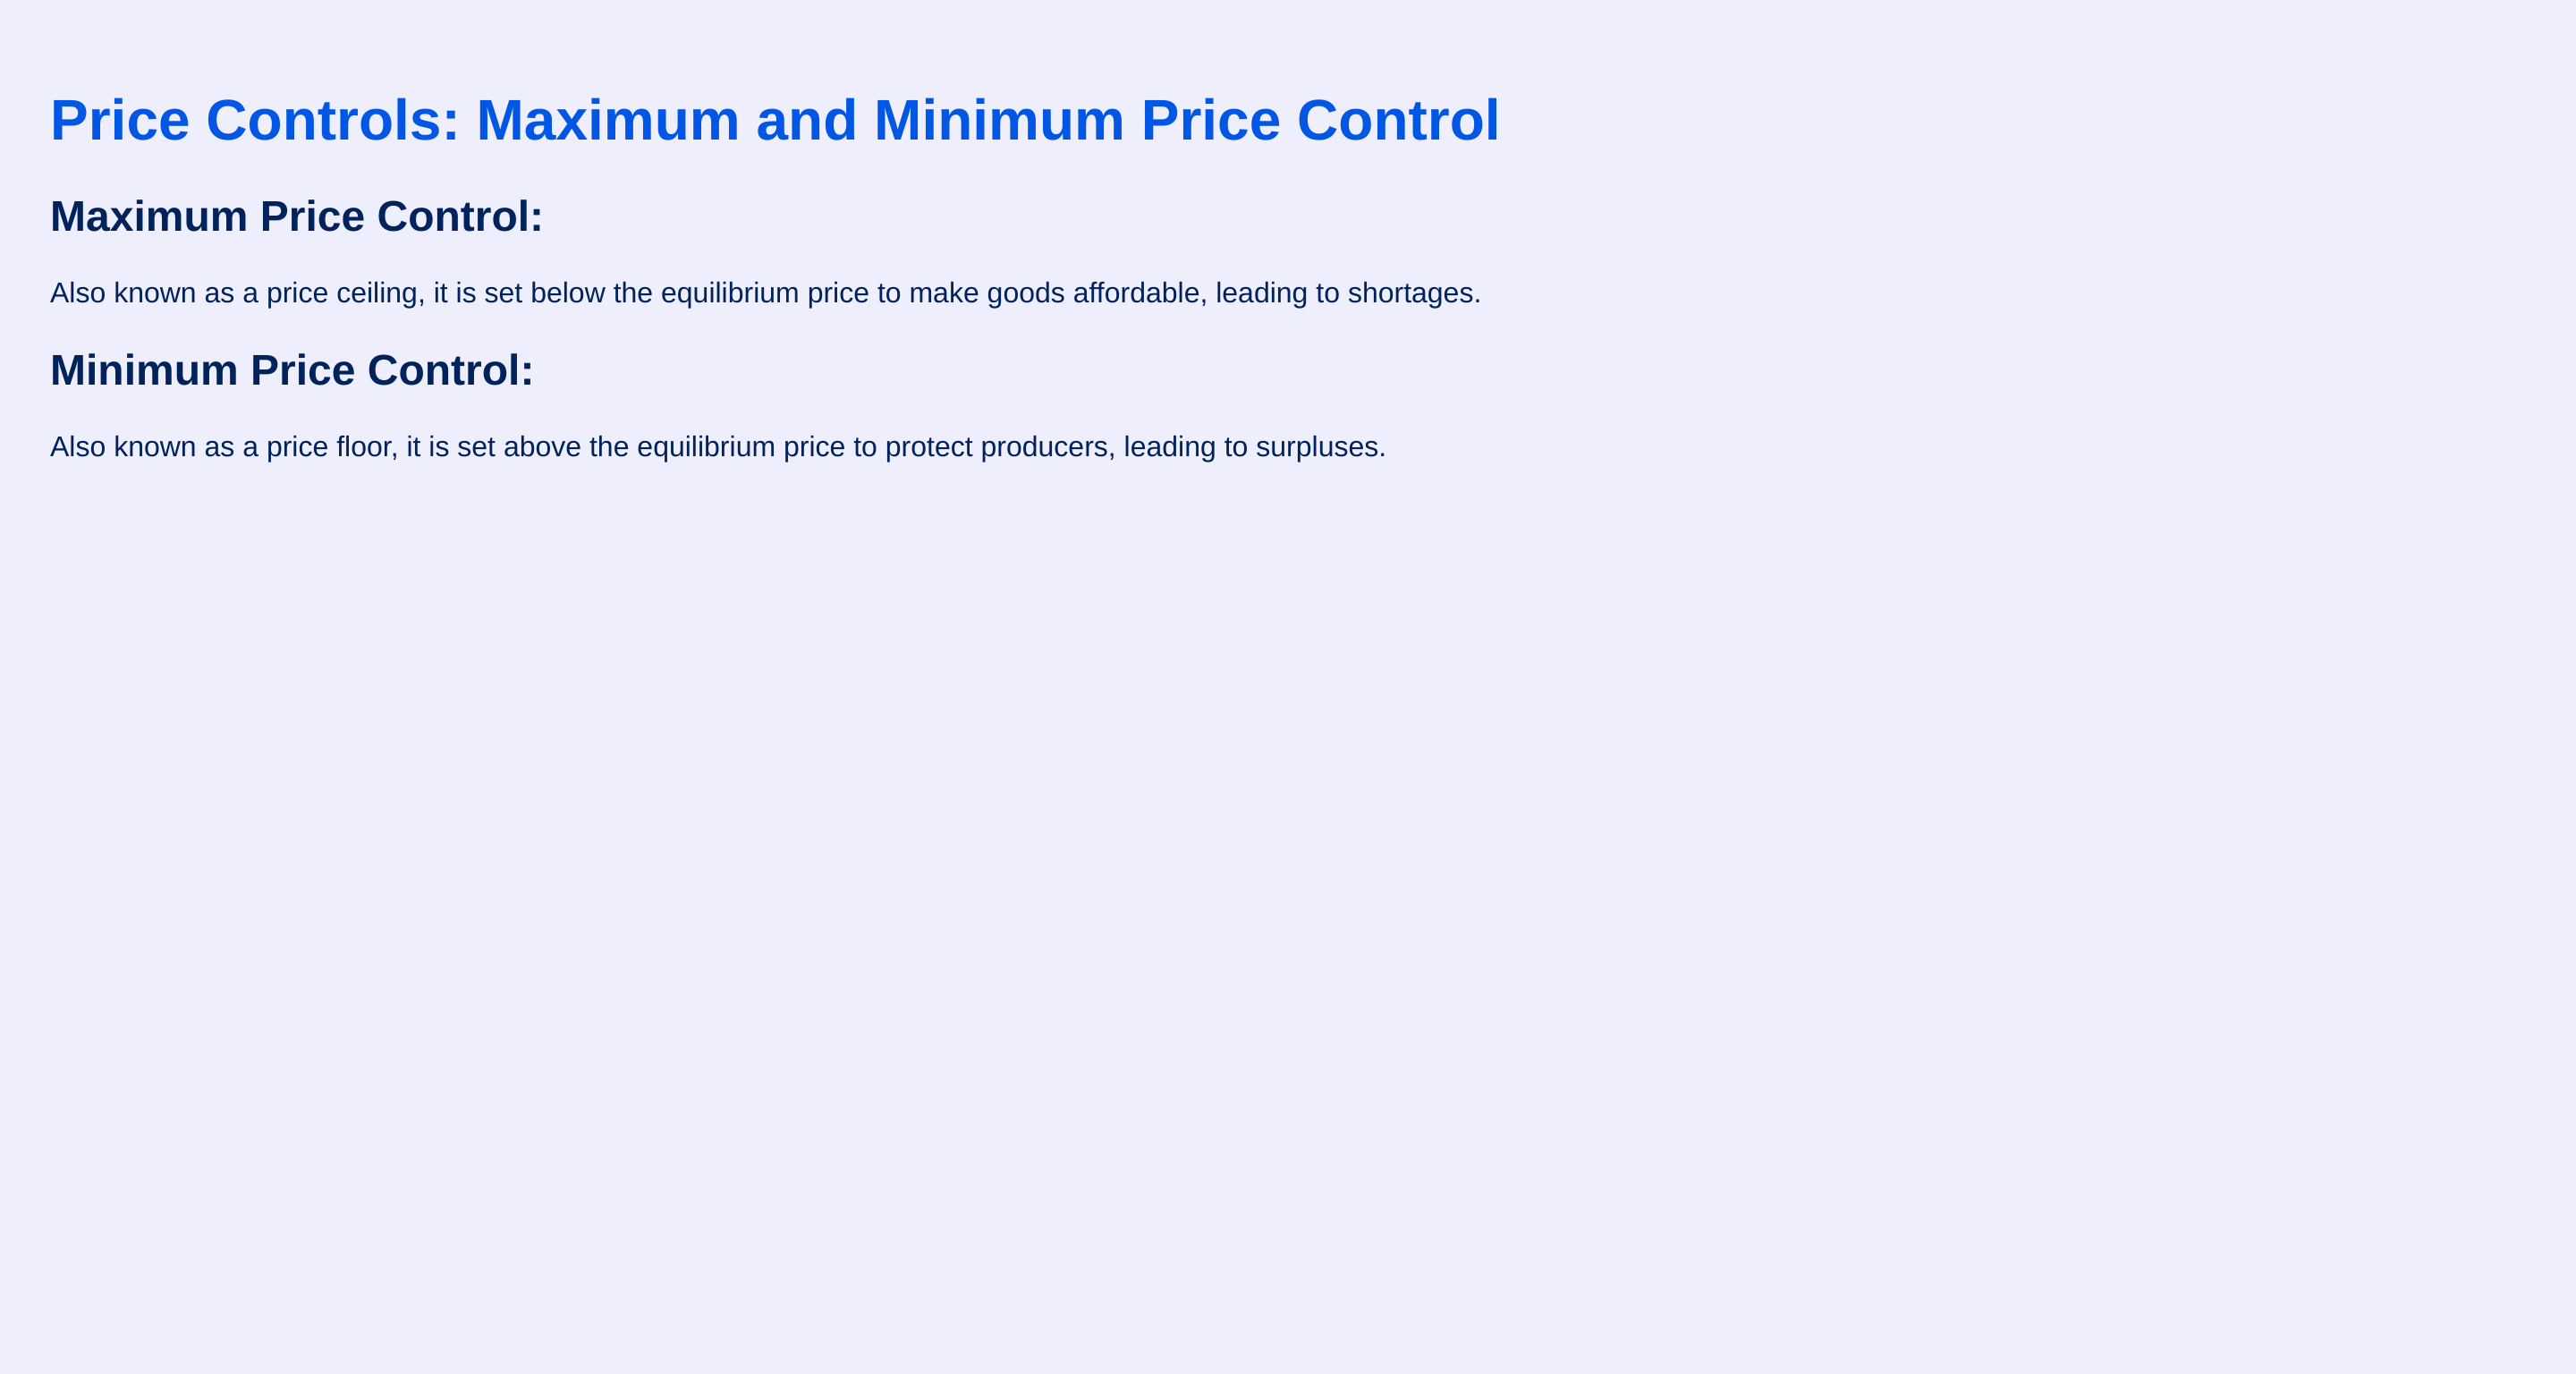 Price Controls: Maximum and Minimum Price Control
Maximum Price Control:
Also known as a price ceiling, it is set below the equilibrium price to make goods affordable, leading to shortages.
Minimum Price Control:
Also known as a price floor, it is set above the equilibrium price to protect producers, leading to surpluses.